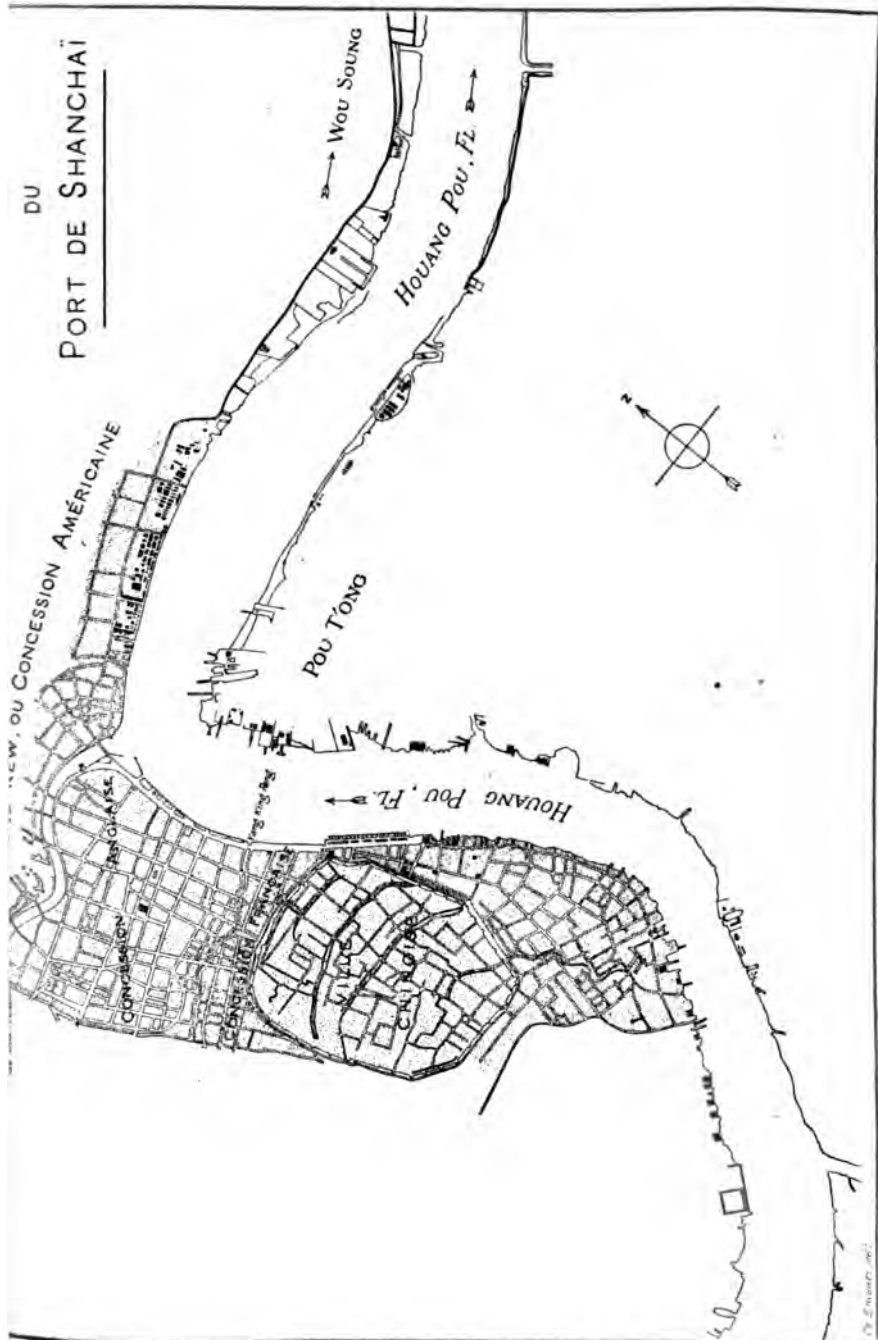 DU
PORT DE SHANCHAÏ
WOU SOUNG
HOUANG POU, FL.
KEW, OU CONCESSION AMÉRICAINE
N
POU T'ONG
HOUANG POU, FL.
CONCESSION ANGLAISE
CONCESSION FRANÇAISE
VILLE
CHINOISE